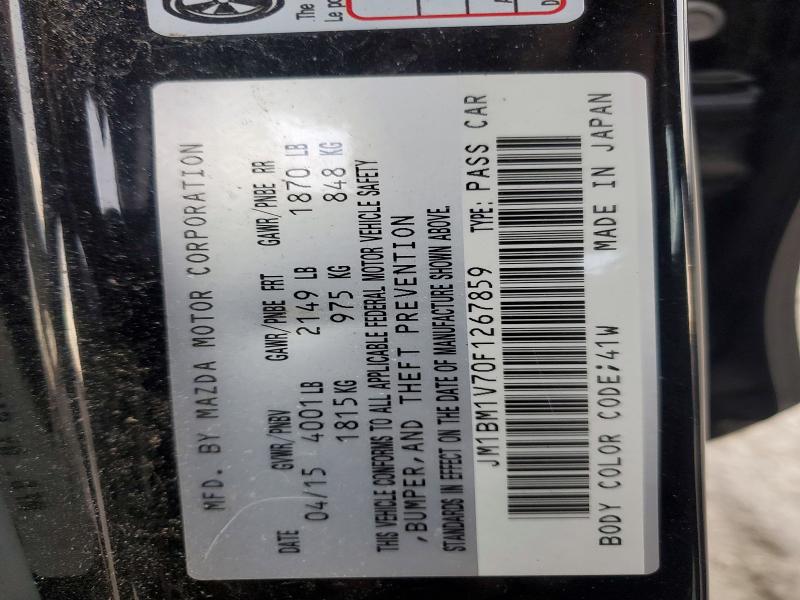 .The
Le po
MFD. BY MAZDA MOTOR CORPORATION
DATE GVWR/PNBV GAWR/PNBE FRT GAWR/PNBE RR
04/15 4001LB 2149 LB 1870 LB
1815KG 975 KG 848 KG
THIS VEHICLE CONFORMS TO ALL APPLICABLE FEDERAL MOTOR VEHICLE SAFETY
,BUMPER,AND THEFT PREVENTION
STANDARDS IN EFFECT ON THE DATE OF MANUFACTURE SHOWN ABOVE.
JM1BM1V70F1267859 TYPE: PASS CAR
BODY COLOR CODE:41W MADE IN JAPAN